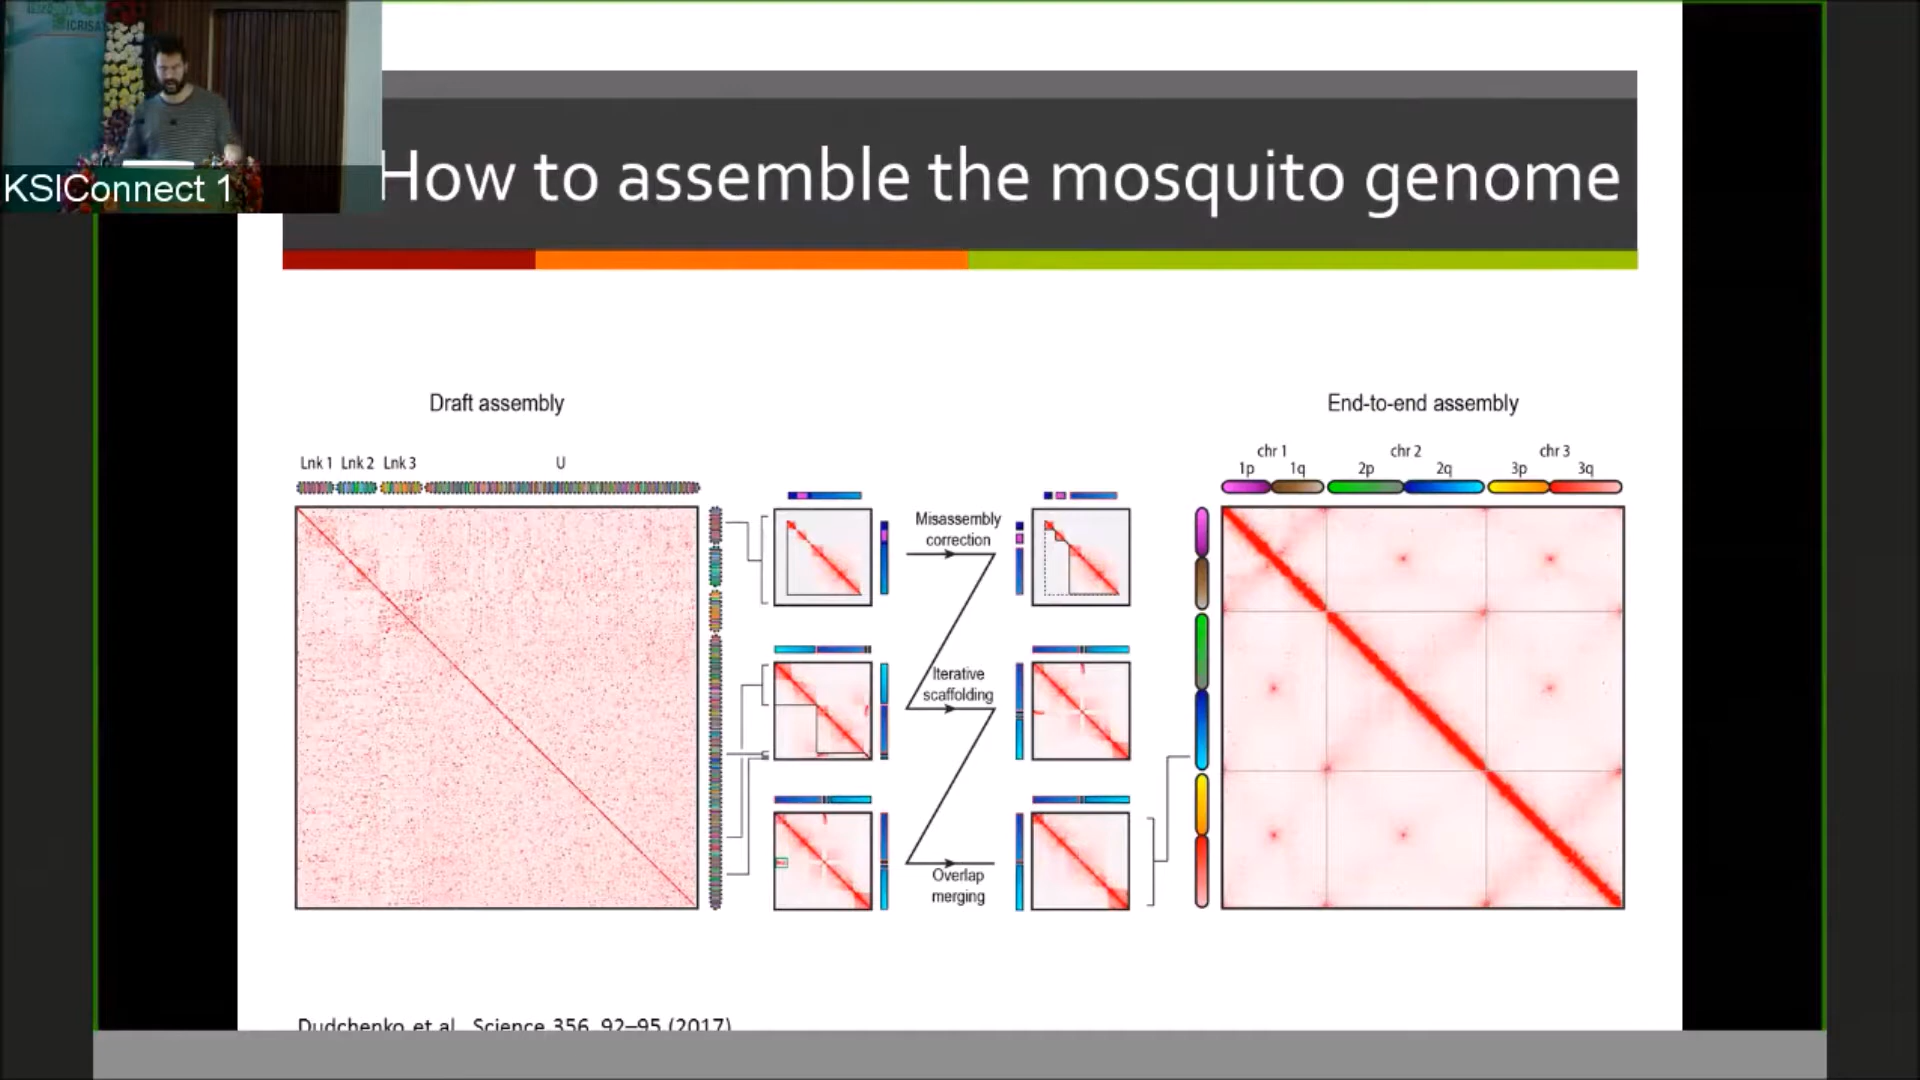 ICRISAT
KSIConnect 1
How to assemble the mosquito genome
Draft assembly
End-to-end assembly
Lnk 1 Lnk 2 Lnk 3 U
chr 1 chr 2 chr 3
1p 1q 2p 2q 3p 3q
Misassembly
correction
Iterative
scaffolding
Overlap
merging
Dudchenko et al., Science 356, 92–95 (2017)